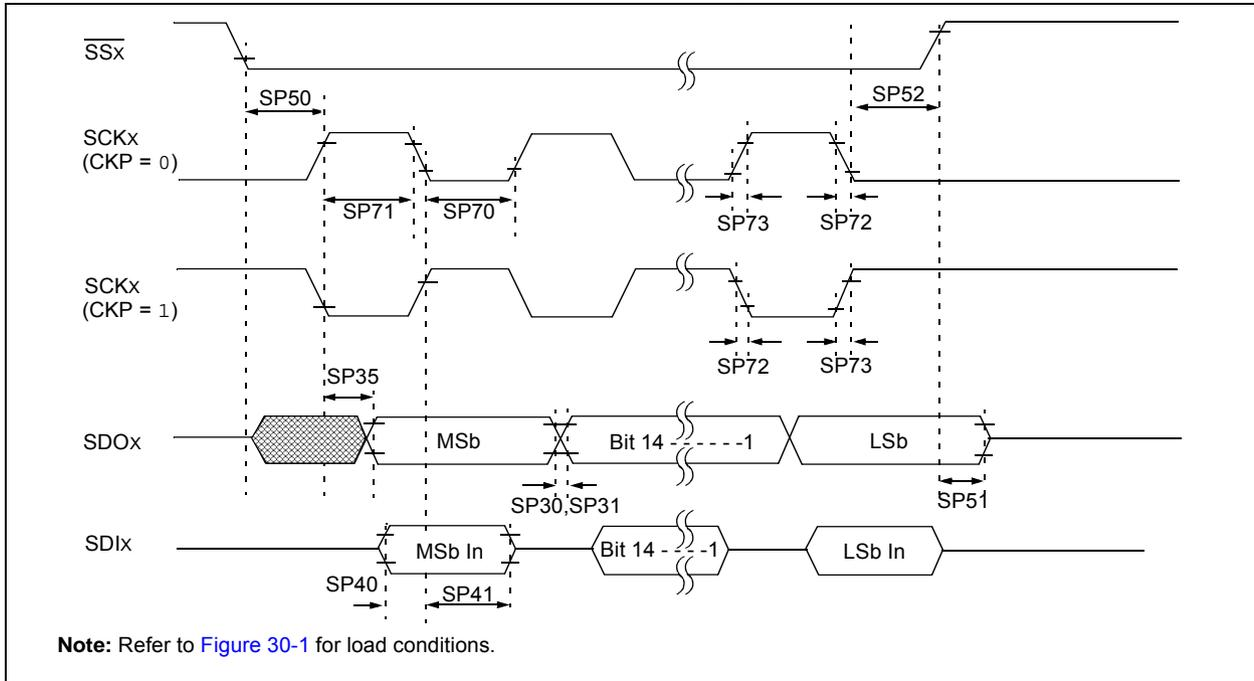 SSX
SP50
SP52
SCKX
(CKP = 0)
SP71
SP70
SP73
SP72
SCKX
(CKP = 1)
SP72
SP73
SP35
SDOX
MSb
Bit 14 - - - - - -1
LSb
SP30,SP31
SP51
SDIX
MSb In
Bit 14 - - - -1
LSb In
SP40
SP41
Note: Refer to Figure 30-1 for load conditions.